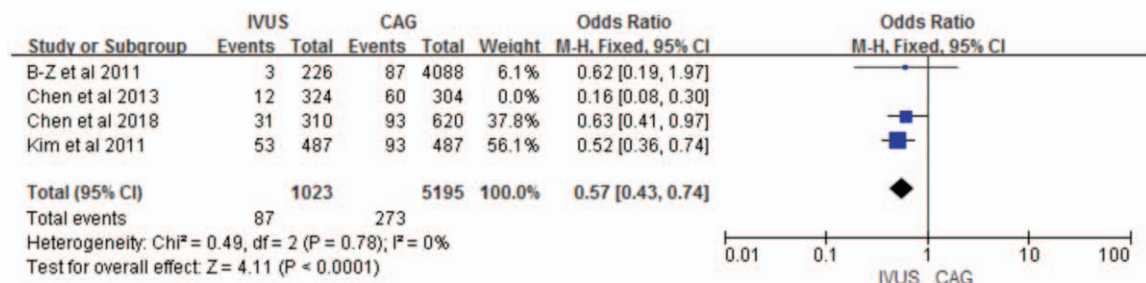 IVUS CAG Odds Ratio Odds Ratio
Study or Subgroup Events Total Events Total Weight M-H, Fixed, 95% CI M-H, Fixed, 95% CI
B-Z et al 2011 3 226 87 4088 6.1% 0.62 [0.19, 1.97]
Chen et al 2013 12 324 60 304 0.0% 0.16 [0.08, 0.30]
Chen et al 2018 31 310 93 620 37.8% 0.63 [0.41, 0.97]
Kim et al 2011 53 487 93 487 56.1% 0.52 [0.36, 0.74]
Total (95% CI) 1023 5195 100.0% 0.57 [0.43, 0.74]
Total events 87 273
Heterogeneity: Chi² = 0.49, df = 2 (P = 0.78); I² = 0%
Test for overall effect: Z = 4.11 (P < 0.0001)
0.01 0.1 1 10 100
IVUS CAG